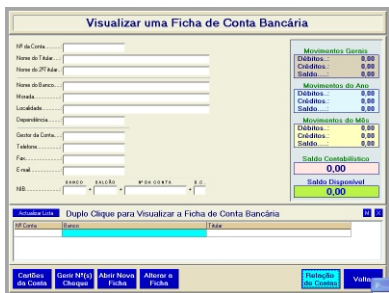 Visualizar uma Ficha de Conta Bancária
Nº da Conta
Nome do Titular
Nome do 2ºTitular
Nome do Banco
Morada
Localidade
Dependência
Gestor da Conta
Telefone
Fax
E-mail
BANCO BALCÃO Nº DA CONTA D.C.
NIB
Movimentos Gerais
Débitos..: 0,00
Créditos.: 0,00
Saldo....: 0,00
Movimentos do Ano
Débitos..: 0,00
Créditos.: 0,00
Saldo....: 0,00
Movimentos do Mês
Débitos..: 0,00
Créditos.: 0,00
Saldo....: 0,00
Saldo Contabilístico
0,00
Saldo Disponível
0,00
Actualizar Lista Duplo Clique para Visualizar a Ficha de Conta Bancária M X
Nº Conta Banco Titular
Cartões da Conta
Gerir Nº(s) Cheque
Abrir Nova Ficha
Alterar a Ficha
Relação de Contas
Volta